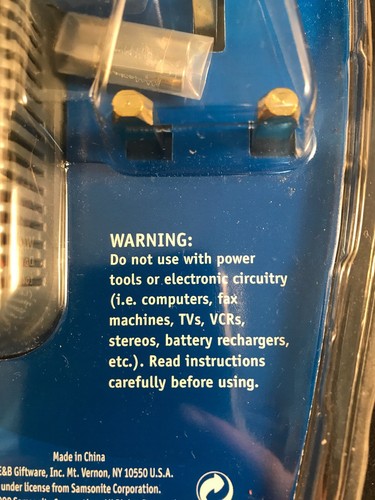 WARNING:
Do not use with power
tools or electronic circuitry
(i.e. computers, fax
machines, TVs, VCRs,
stereos, battery rechargers,
etc.). Read instructions
carefully before using.
Made in China
E&B Giftware, Inc. Mt. Vernon, NY 10550 U.S.A.
under license from Samsonite Corporation.